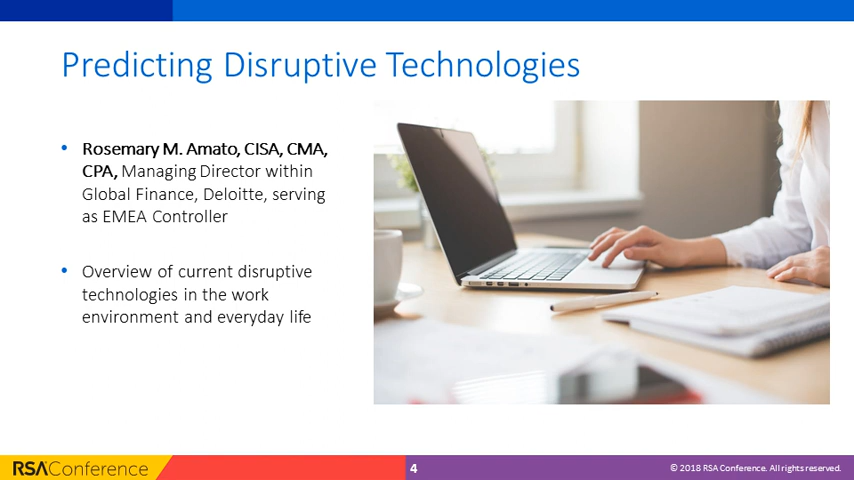 Predicting Disruptive Technologies
• Rosemary M. Amato, CISA, CMA,
CPA, Managing Director within
Global Finance, Deloitte, serving
as EMEA Controller
• Overview of current disruptive
technologies in the work
environment and everyday life
RSAConference
4
© 2018 RSA Conference. All rights reserved.